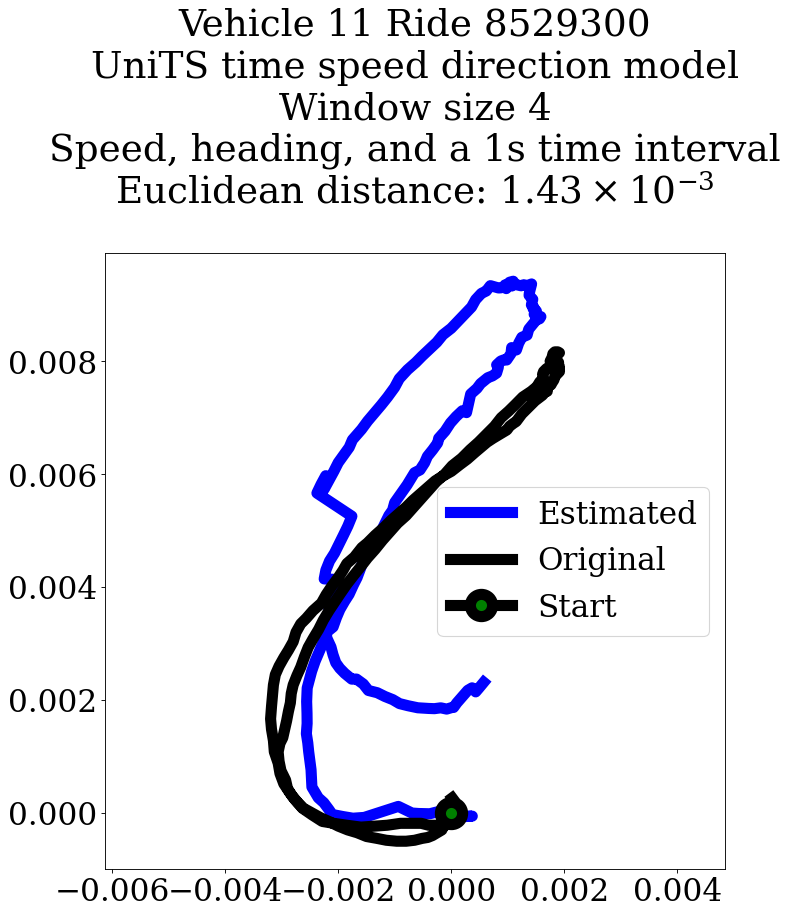 Vehicle 11 Ride 8529300
UniTS time speed direction model
Window size 4
Speed, heading, and a 1s time interval
Euclidean distance: 1.43 × 10⁻³
0.008
0.006
0.004
0.002
0.000
Estimated
Original
Start
−0.006 −0.004 −0.002 0.000 0.002 0.004